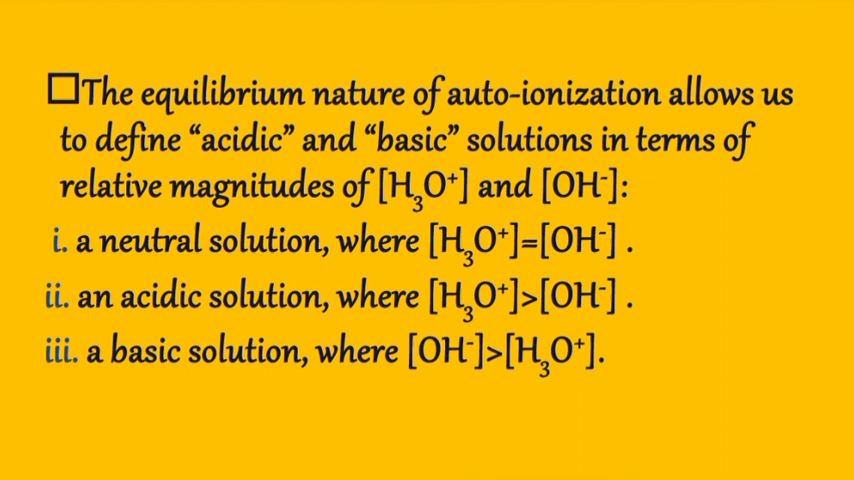 □The equilibrium nature of auto-ionization allows us
to define “acidic” and “basic” solutions in terms of
relative magnitudes of [H₃O⁺] and [OH⁻]:
i. a neutral solution, where [H₃O⁺]=[OH⁻] .
ii. an acidic solution, where [H₃O⁺]>[OH⁻] .
iii. a basic solution, where [OH⁻]>[H₃O⁺].